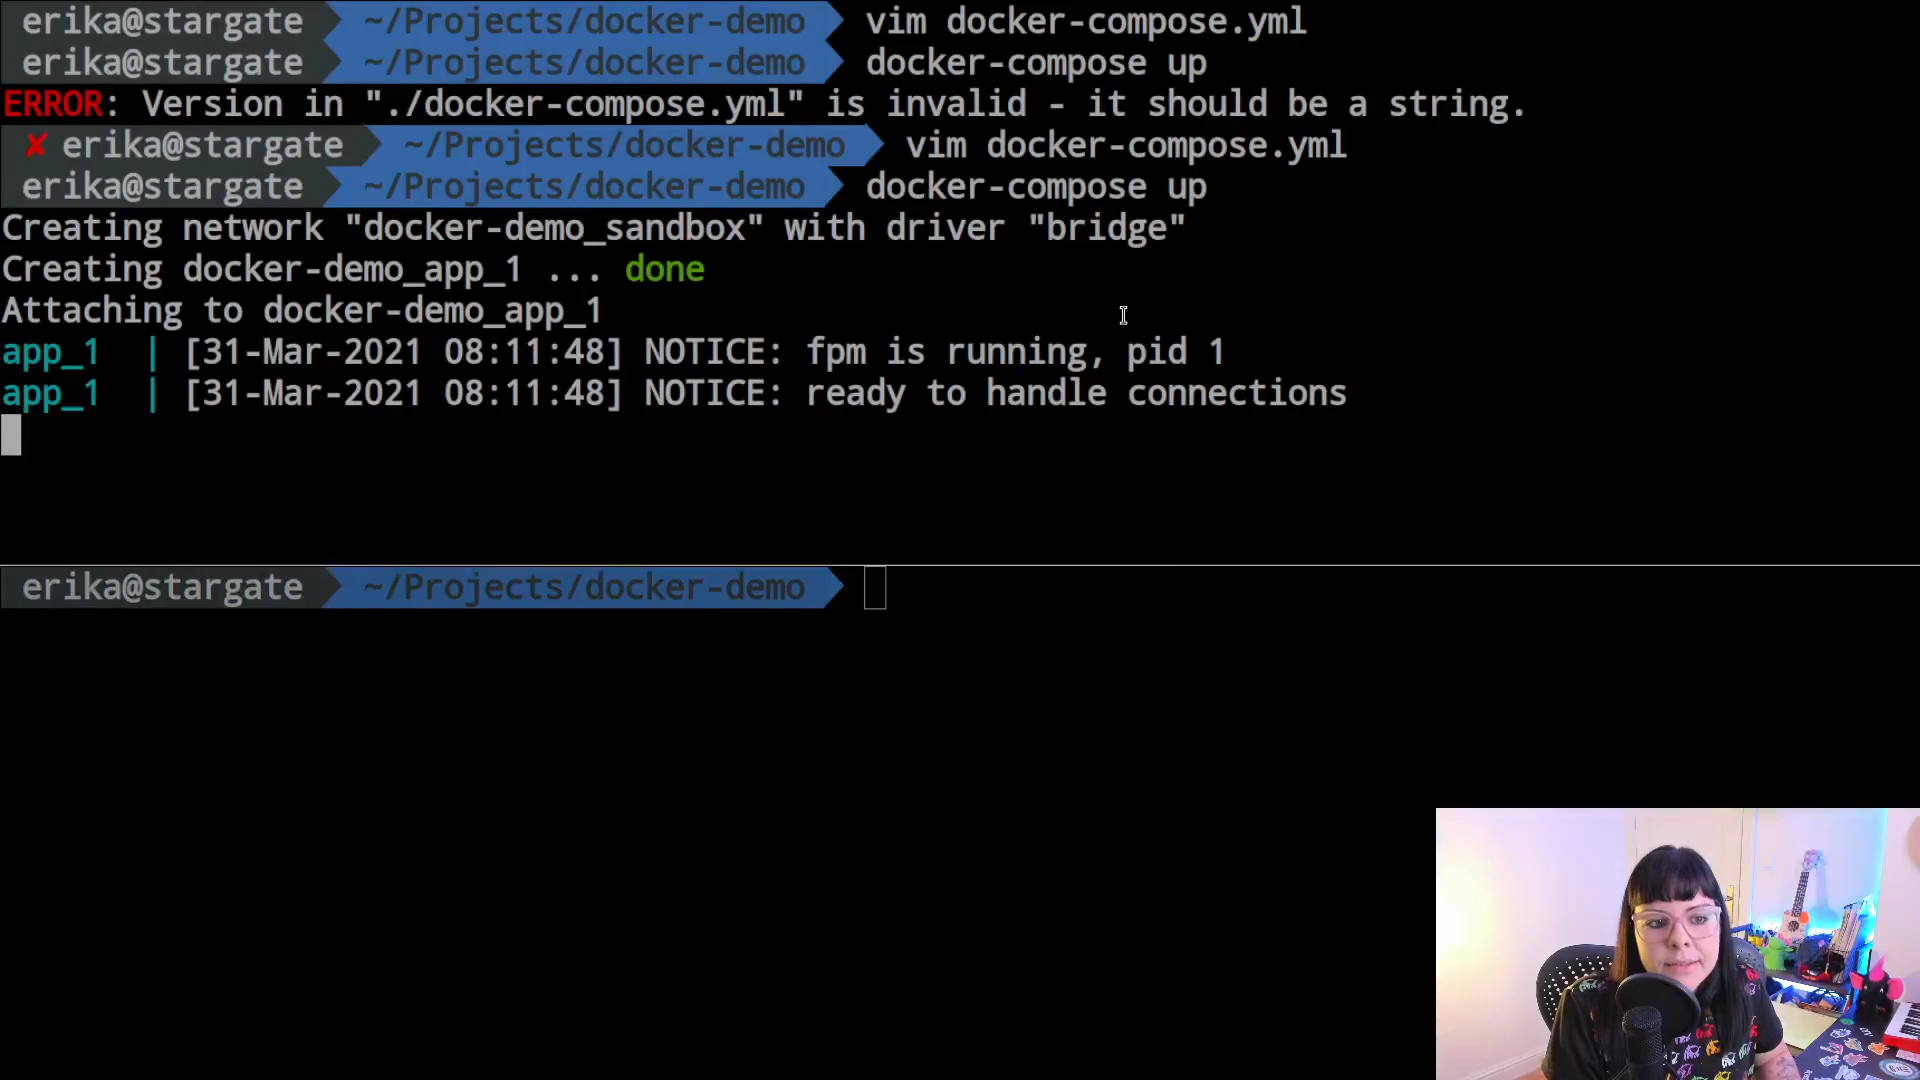 erika@stargate ~/Projects/docker-demo vim docker-compose.yml
erika@stargate ~/Projects/docker-demo docker-compose up
ERROR: Version in "./docker-compose.yml" is invalid - it should be a string.
✘ erika@stargate ~/Projects/docker-demo vim docker-compose.yml
erika@stargate ~/Projects/docker-demo docker-compose up
Creating network "docker-demo_sandbox" with driver "bridge"
Creating docker-demo_app_1 ... done
Attaching to docker-demo_app_1
app_1 | [31-Mar-2021 08:11:48] NOTICE: fpm is running, pid 1
app_1 | [31-Mar-2021 08:11:48] NOTICE: ready to handle connections
erika@stargate ~/Projects/docker-demo